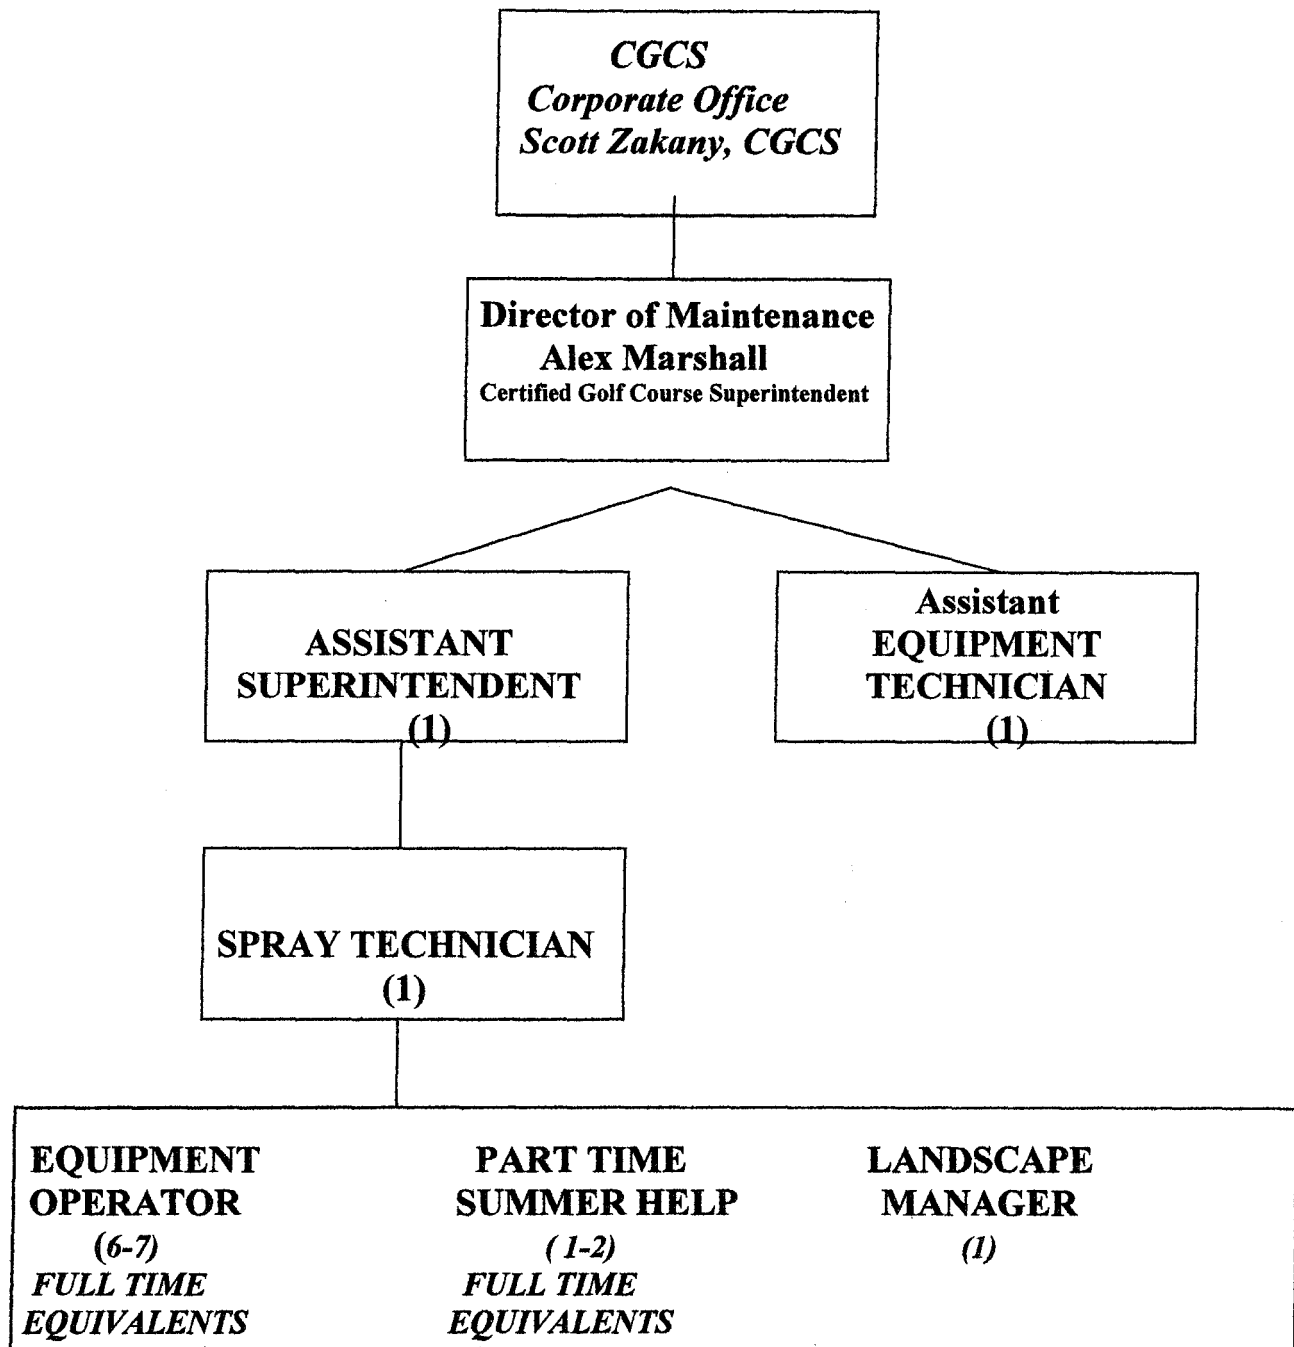 CGCS
Corporate Office
Scott Zakany, CGCS
Director of Maintenance
Alex Marshall
Certified Golf Course Superintendent
ASSISTANT
SUPERINTENDENT
(1)
Assistant
EQUIPMENT
TECHNICIAN
(1)
SPRAY TECHNICIAN
(1)
EQUIPMENT
OPERATOR
(6-7)
FULL TIME
EQUIVALENTS
PART TIME
SUMMER HELP
( 1-2)
FULL TIME
EQUIVALENTS
LANDSCAPE
MANAGER
(1)